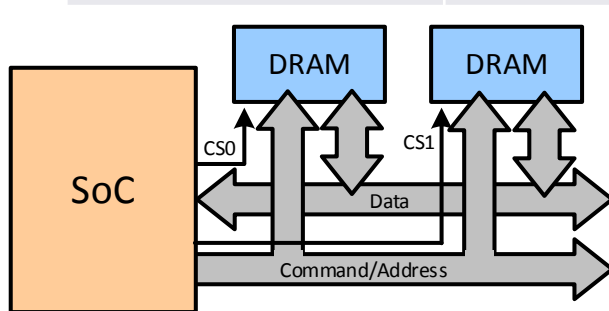 DRAM
DRAM
CS0
CS1
SoC
Data
Command/Address